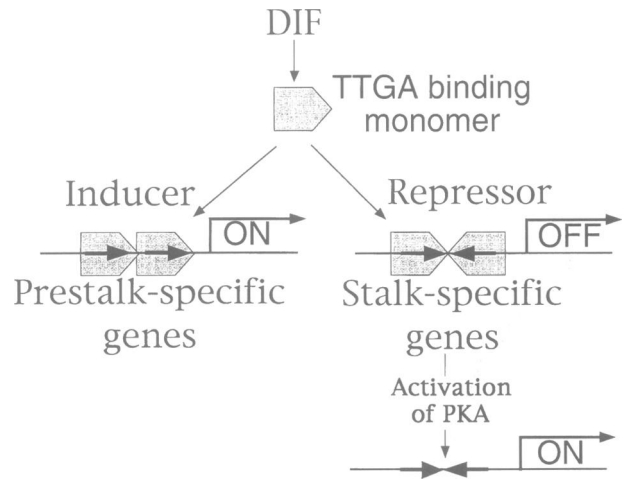 DIF
TTGA binding
monomer
Inducer
Repressor
ON
OFF
Prestalk-specific
genes
Stalk-specific
genes
Activation
of PKA
ON